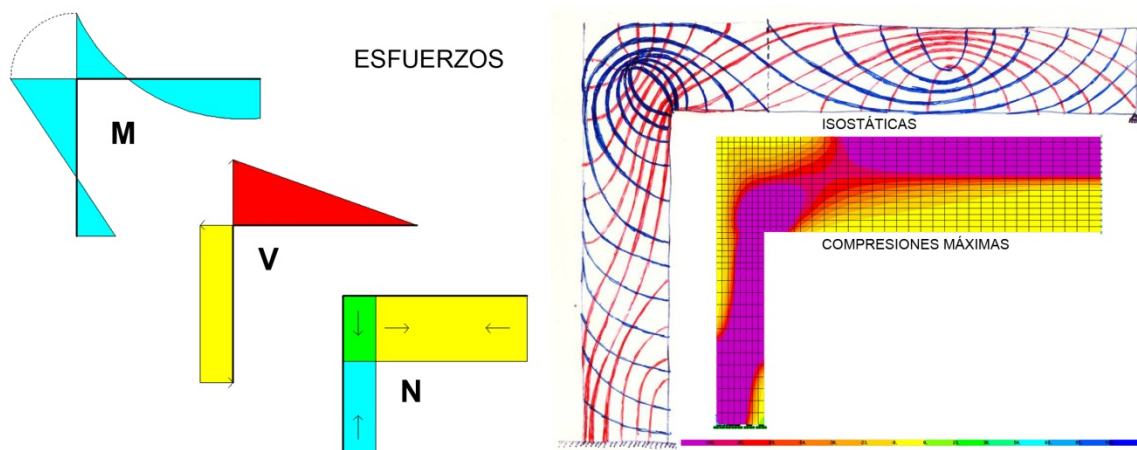 ESFUERZOS
M
V
N
ISOSTÁTICAS
COMPRESIONES MÁXIMAS